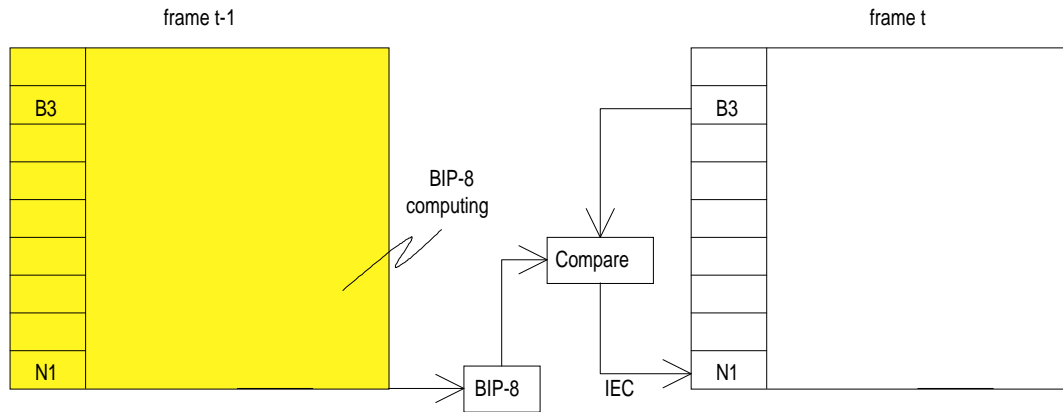 frame t-1
frame t
B3
B3
BIP-8
computing
Compare
N1
BIP-8
IEC
N1